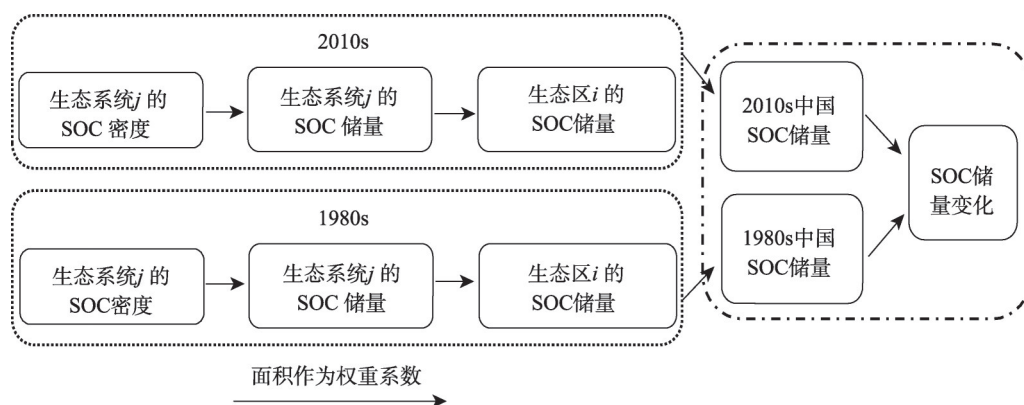 2010s
生态系统j 的
SOC 密度
生态系统j 的
SOC 储量
生态区i 的
SOC储量
1980s
生态系统j 的
SOC密度
生态系统j 的
SOC 储量
生态区i 的
SOC储量
2010s中国
SOC储量
1980s中国
SOC储量
SOC储
量变化
面积作为权重系数